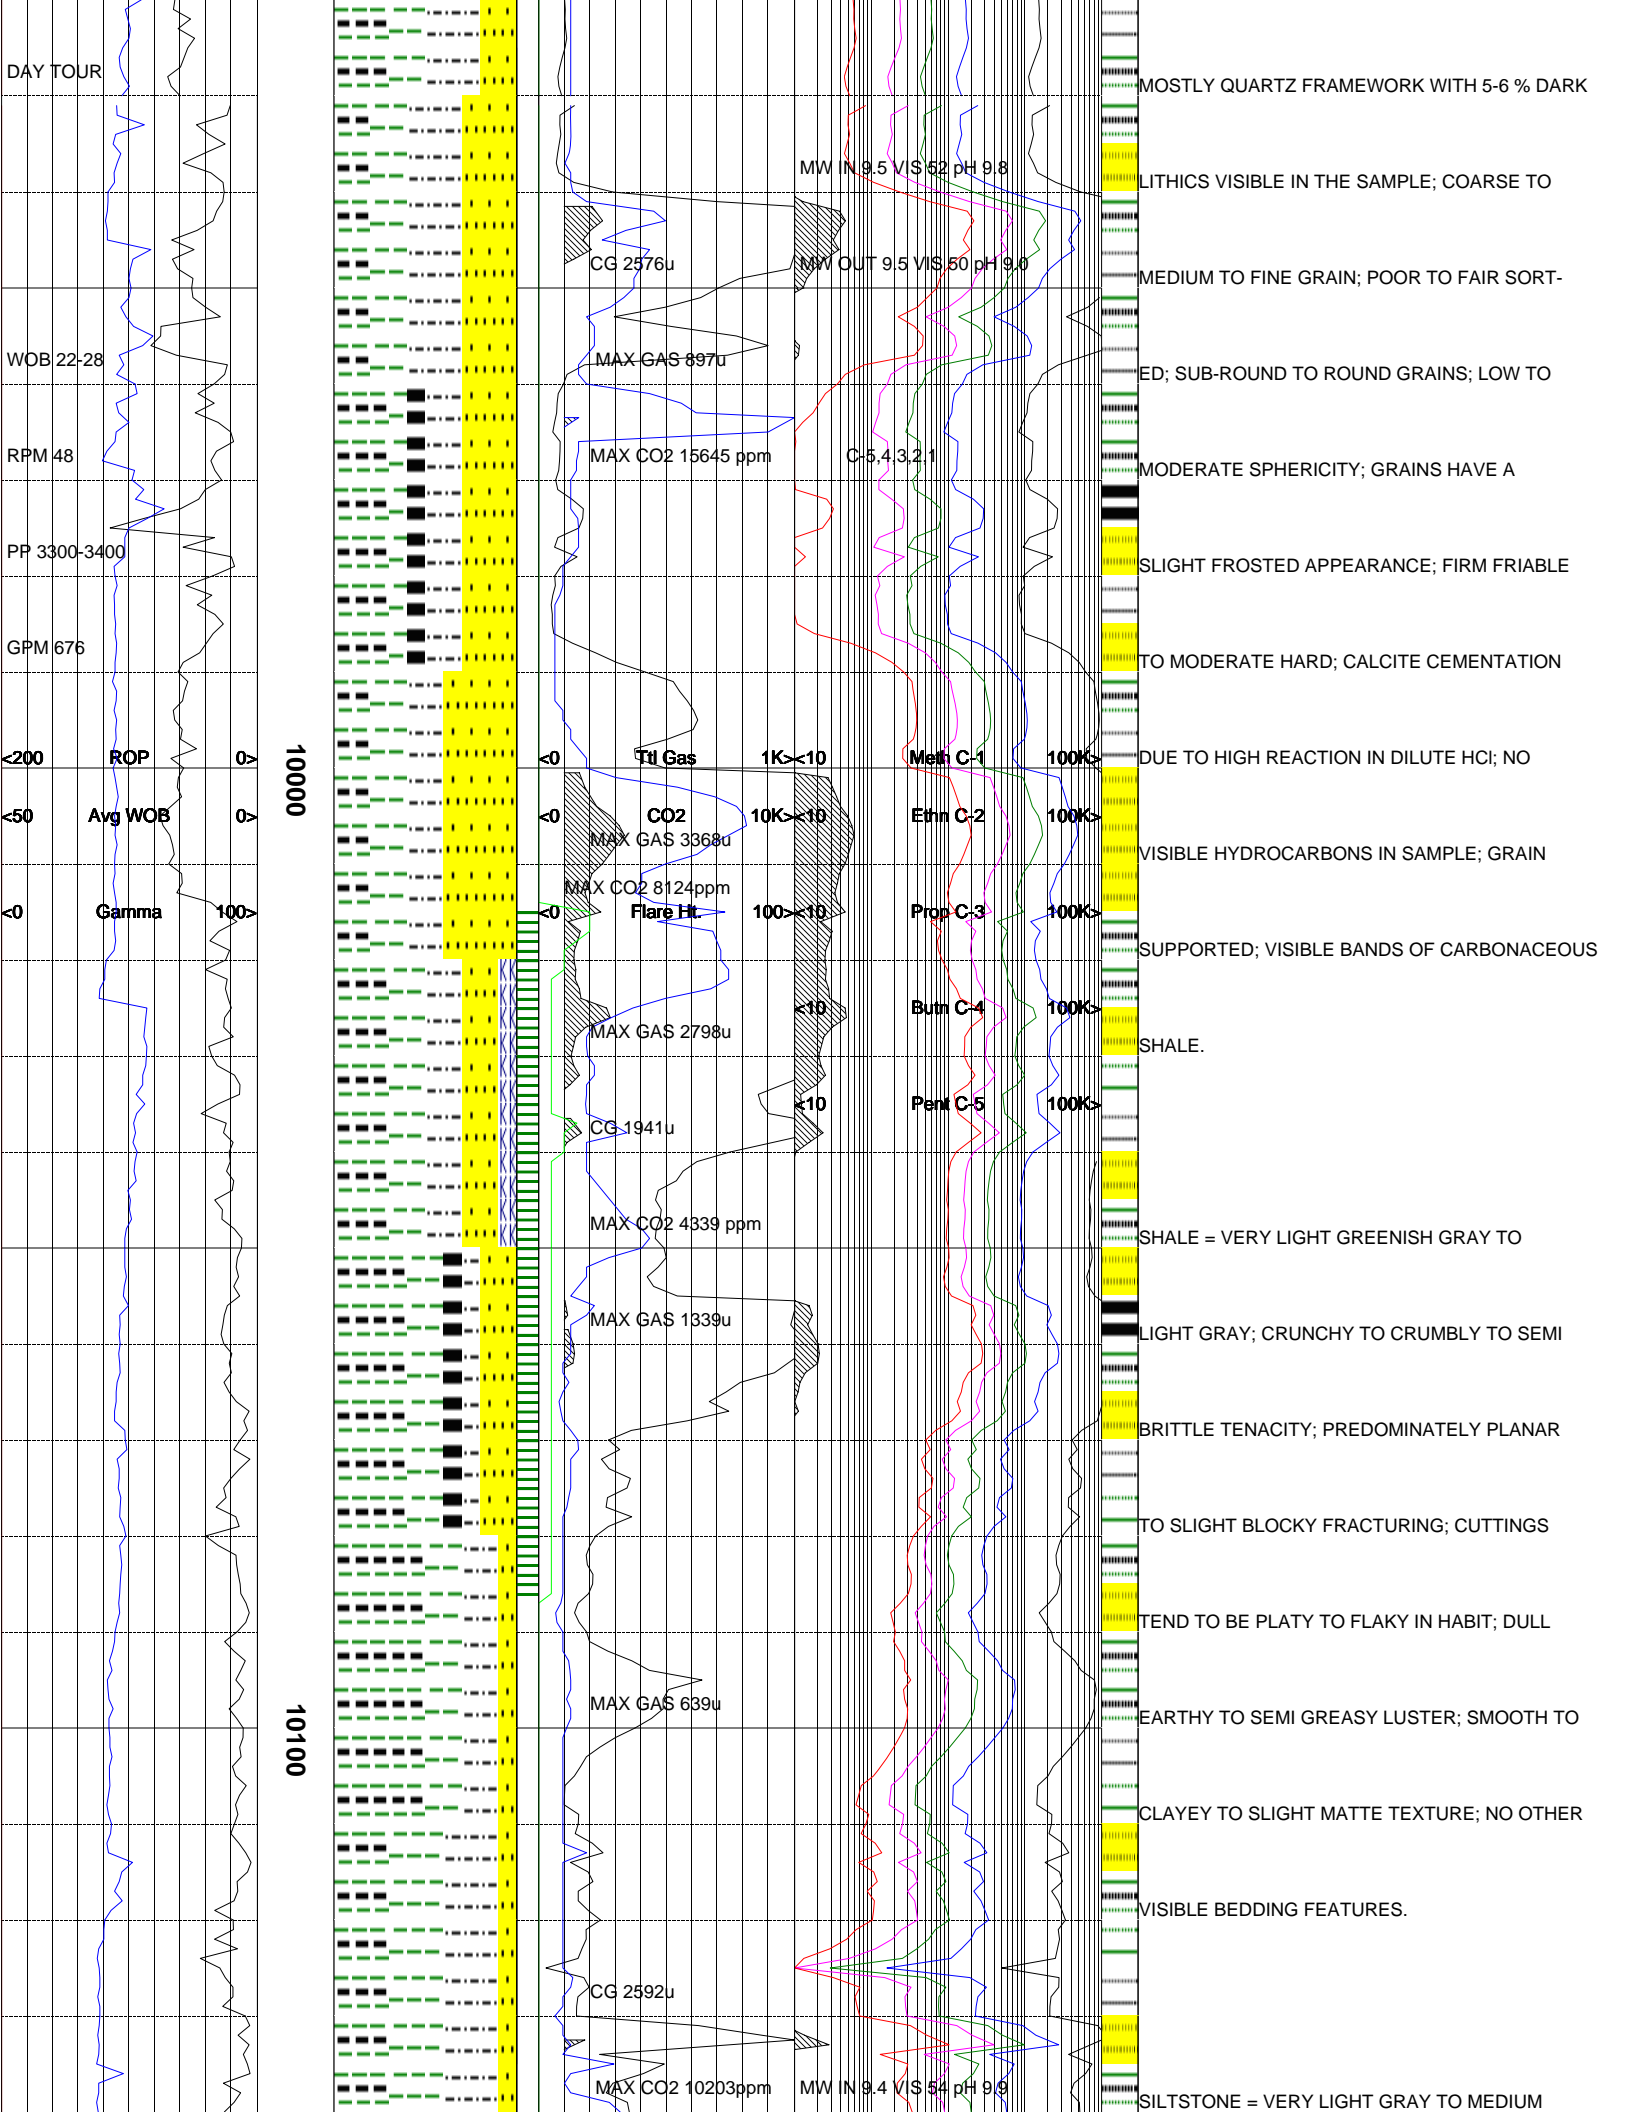 DAY TOUR
MOSTLY QUARTZ FRAMEWORK WITH 5-6 % DARK
MW IN 9.5 VIS 52 pH 9.8
LITHICS VISIBLE IN THE SAMPLE; COARSE TO
CG 2576u
MW OUT 9.5 VIS 50 pH 9.0
MEDIUM TO FINE GRAIN; POOR TO FAIR SORT-
WOB 22-28
MAX GAS 897u
ED; SUB-ROUND TO ROUND GRAINS; LOW TO
RPM 48
MAX CO2 15645 ppm
C-5,4,3,2,1
MODERATE SPHERICITY; GRAINS HAVE A
PP 3300-3400
SLIGHT FROSTED APPEARANCE; FIRM FRIABLE
GPM 676
TO MODERATE HARD; CALCITE CEMENTATION
<200 ROP 0>
10000
<0 Ttl Gas 1K>
<10 Meth C-1 100K>
DUE TO HIGH REACTION IN DILUTE HCl; NO
<50 Avg WOB 0>
<0 CO2 10K>
<10 Ethn C-2 100K>
MAX GAS 3368u
VISIBLE HYDROCARBONS IN SAMPLE; GRAIN
MAX CO2 8124ppm
<0 Gamma 100>
<0 Flare Ht. 100>
<10 Prop C-3 100K>
SUPPORTED; VISIBLE BANDS OF CARBONACEOUS
<10 Butn C-4 100K>
MAX GAS 2798u
SHALE.
<10 Pent C-5 100K>
CG 1941u
MAX CO2 4339 ppm
SHALE = VERY LIGHT GREENISH GRAY TO
MAX GAS 1339u
LIGHT GRAY; CRUNCHY TO CRUMBLY TO SEMI
BRITTLE TENACITY; PREDOMINATELY PLANAR
TO SLIGHT BLOCKY FRACTURING; CUTTINGS
TEND TO BE PLATY TO FLAKY IN HABIT; DULL
MAX GAS 639u
10100
EARTHY TO SEMI GREASY LUSTER; SMOOTH TO
CLAYEY TO SLIGHT MATTE TEXTURE; NO OTHER
VISIBLE BEDDING FEATURES.
CG 2592u
MAX CO2 10203ppm
MW IN 9.4 VIS 54 pH 9.9
SILTSTONE = VERY LIGHT GRAY TO MEDIUM